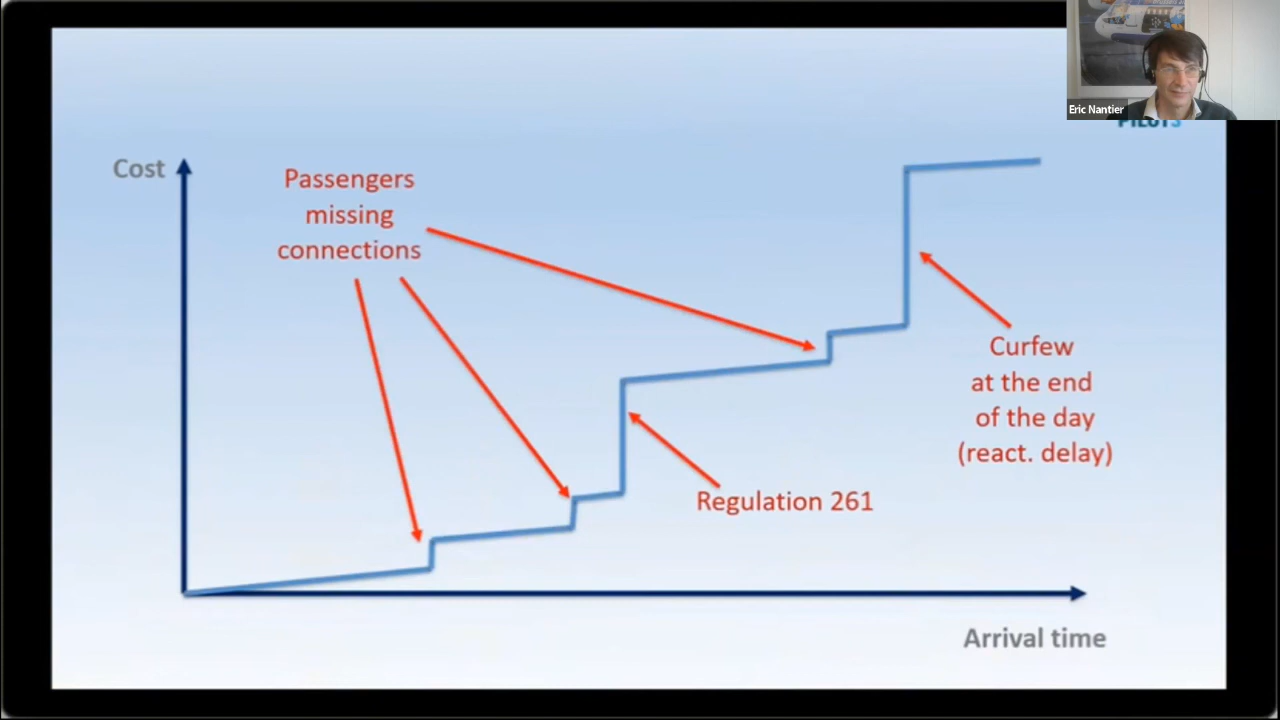 Eric Nantier
Cost
Passengers
missing
connections
Curfew
at the end
of the day
(react. delay)
Regulation 261
Arrival time